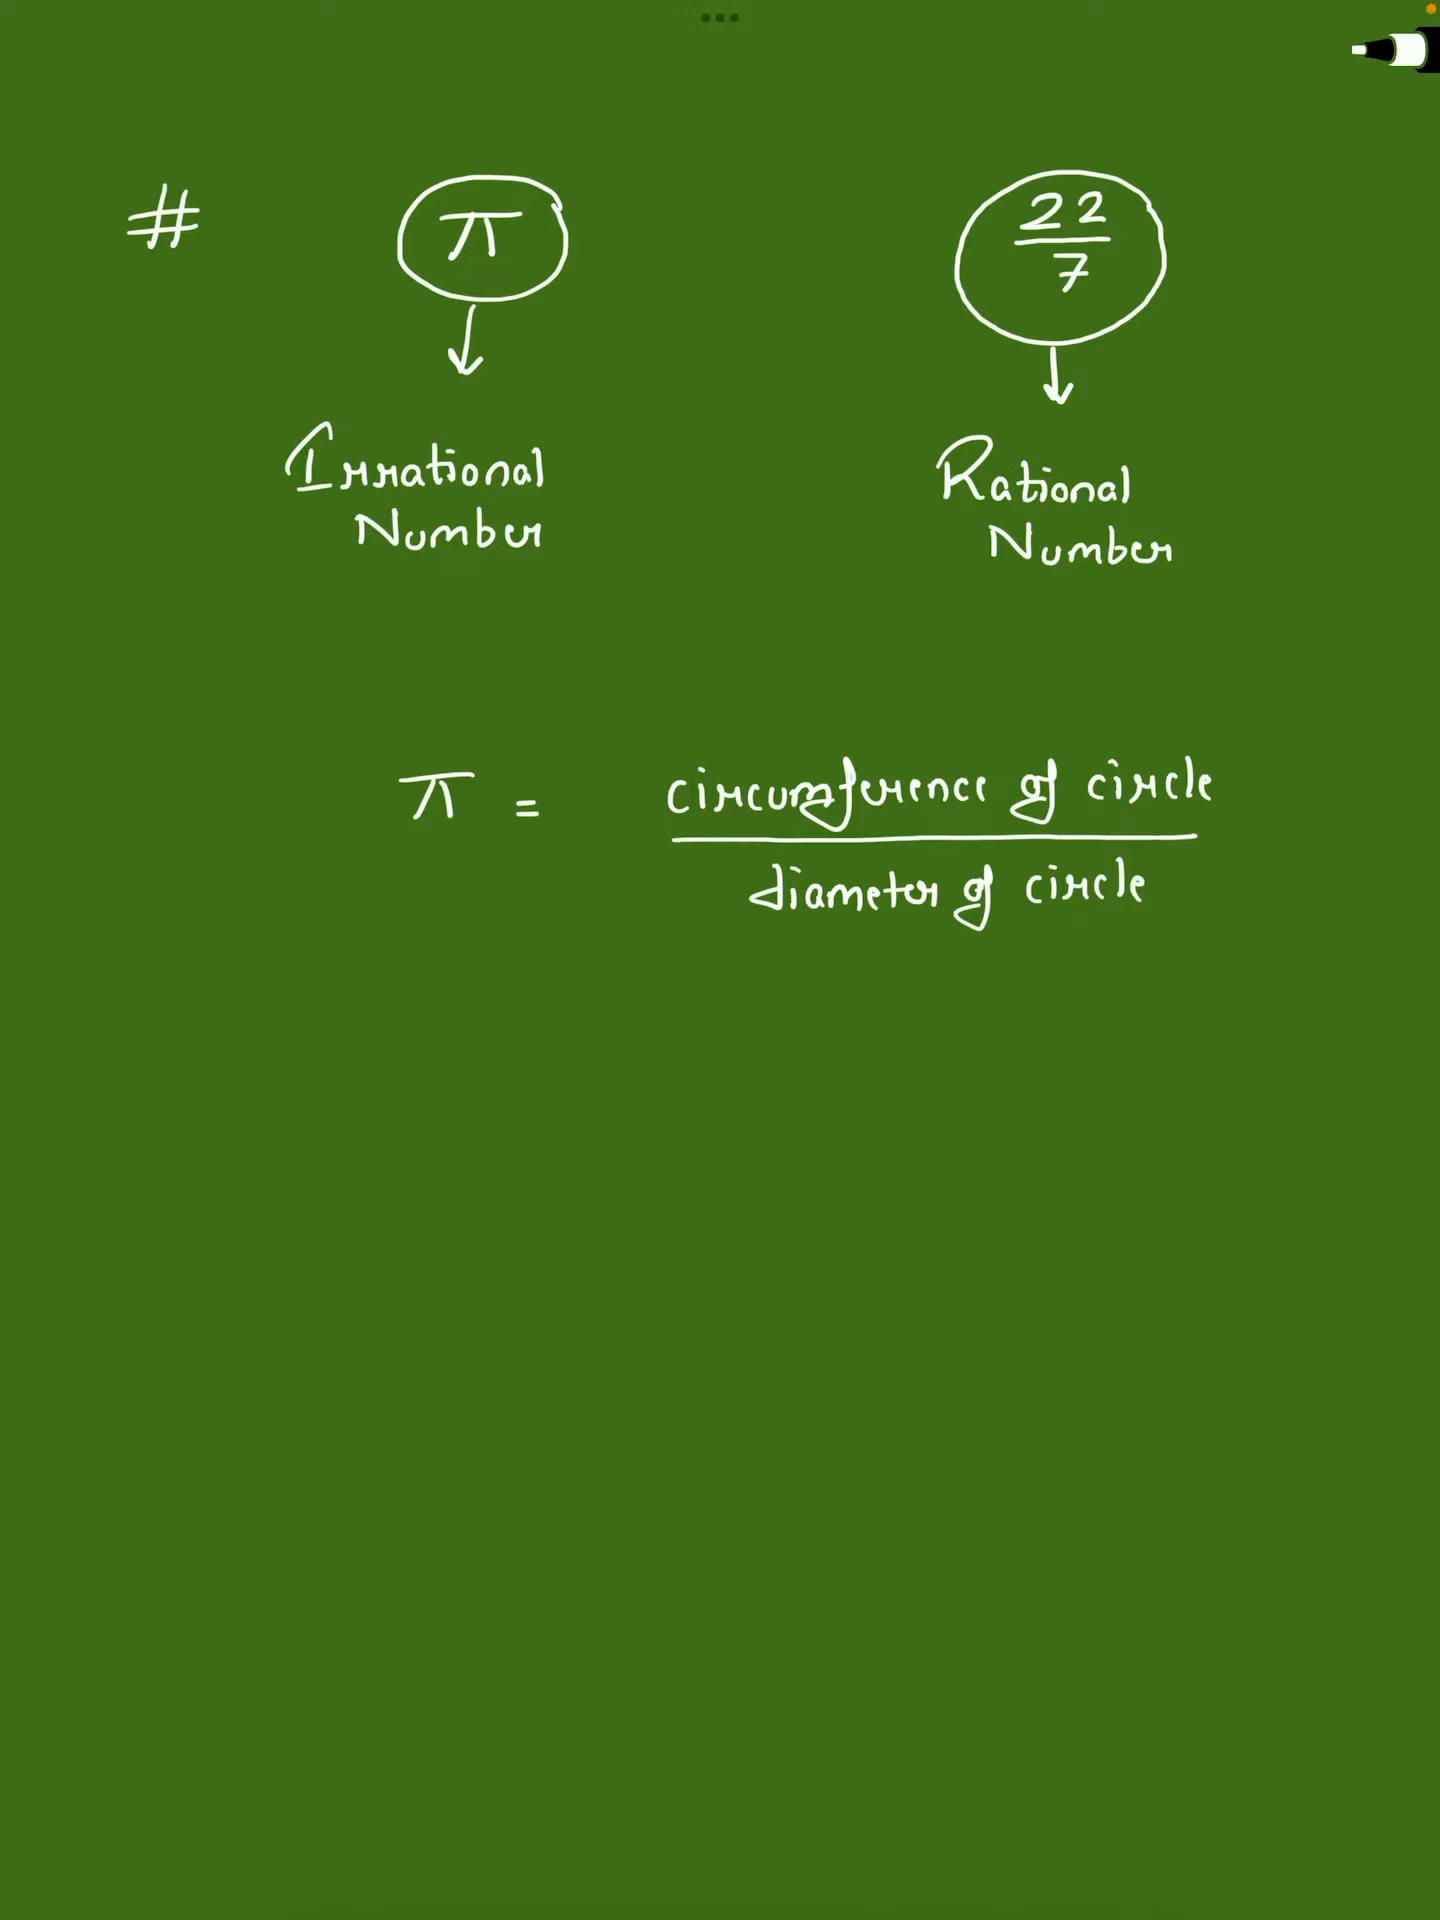 # π 22/7
Irrational Rational
Number Number
π = circumference of circle / diameter of circle